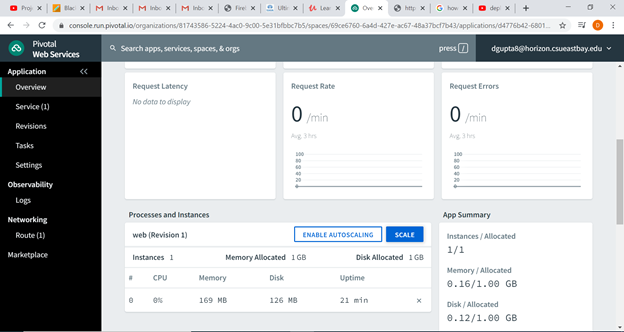 Proj
Blac
Inbo
Inbo
Inbo
Fire
Ulti
Lea
Ove
http
how
dep
console.run.pivotal.io/organizations/81743586-5224-4ac0-9c00-5e31bfbbc7b5/spaces/69ce6760-6a4d-427e-ac67-48a37bcf7b43/applications/d4776b42-6801...
Pivotal
Web Services
Search apps, services, spaces, & orgs
press /
dgupta8@horizon.csueastbay.edu
Application
Overview
Service (1)
Revisions
Tasks
Settings
Observability
Logs
Networking
Route (1)
Marketplace
Request Latency
No data to display
Request Rate
0 /min
Avg. 3 hrs
100
80
60
40
20
0
Request Errors
0 /min
Avg. 3 hrs
100
80
60
40
20
0
Processes and Instances
web (Revision 1)
ENABLE AUTOSCALING
SCALE
Instances 1 Memory Allocated 1 GB Disk Allocated 1 GB
# CPU Memory Disk Uptime
0 0% 169 MB 126 MB 21 min ×
App Summary
Instances / Allocated
1/1
Memory / Allocated
0.16/1.00 GB
Disk / Allocated
0.12/1.00 GB